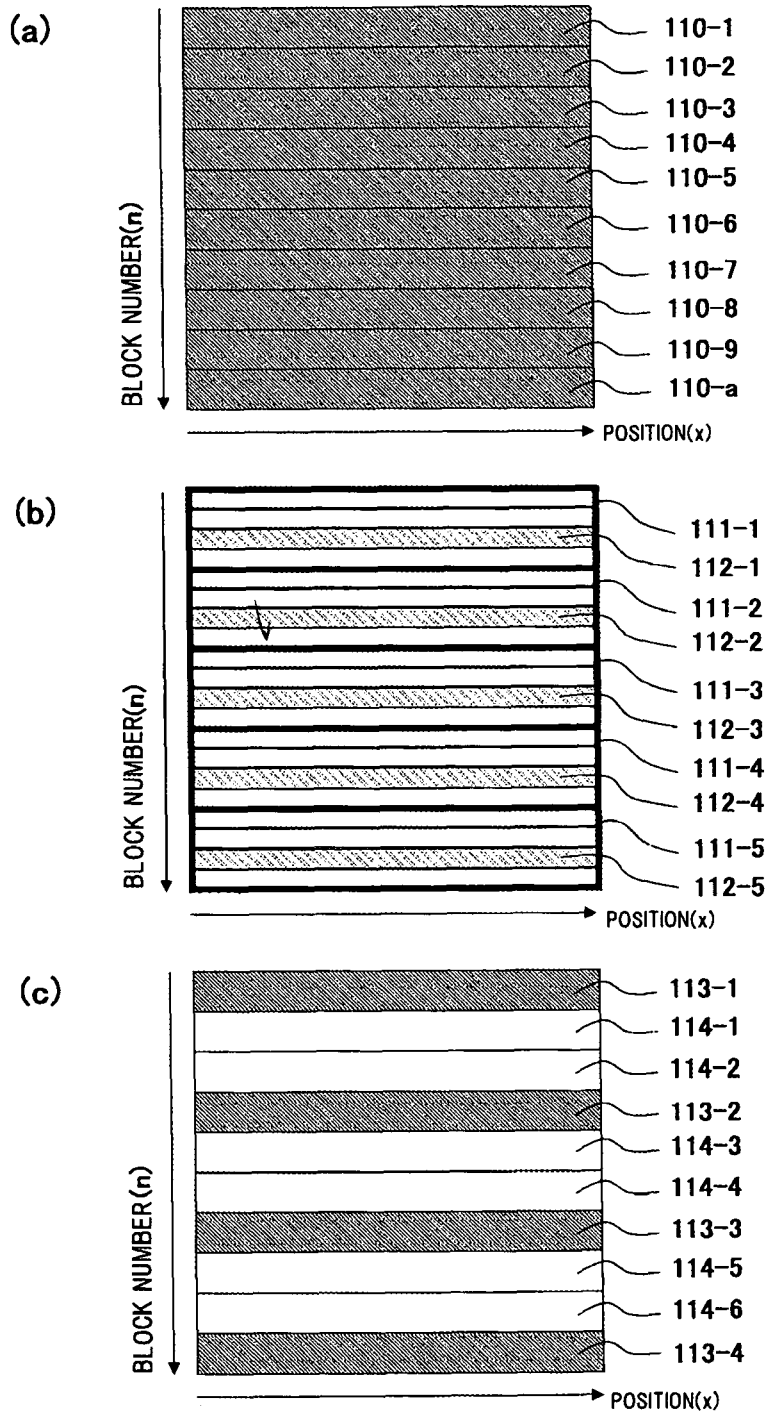 (a)
BLOCK NUMBER(n)
110-1
110-2
110-3
110-4
110-5
110-6
110-7
110-8
110-9
110-a
POSITION(x)
(b)
BLOCK NUMBER(n)
111-1
112-1
111-2
112-2
111-3
112-3
111-4
112-4
111-5
112-5
POSITION(x)
(c)
BLOCK NUMBER(n)
113-1
114-1
114-2
113-2
114-3
114-4
113-3
114-5
114-6
113-4
POSITION(x)